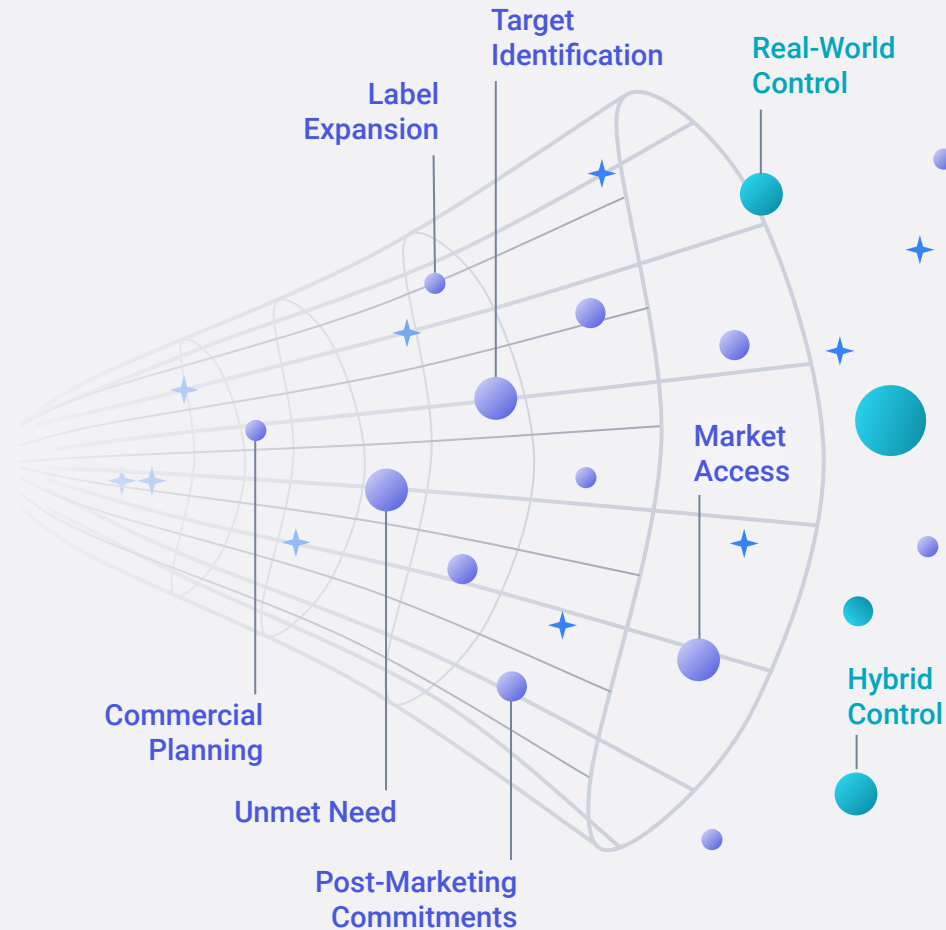 Target
Identification
Real-World
Control
Label
Expansion
Market
Access
Hybrid
Control
Commercial
Planning
Unmet Need
Post-Marketing
Commitments